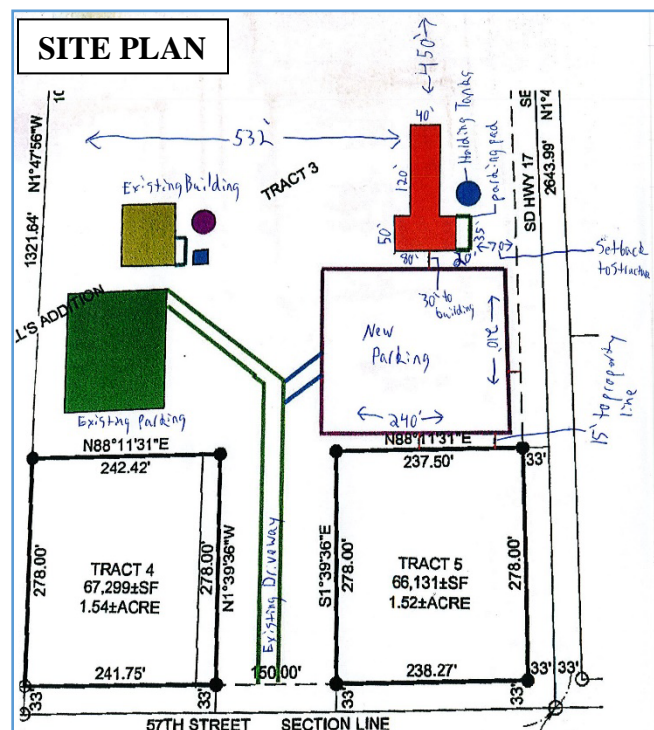 SITE PLAN
450'
532'
40'
Holding Tanks
parking pad
120'
N1°47'56"W
1321.64'
Existing Building
TRACT 3
SE
N1°4
SD HWY 17
2643.99'
50'
80'
20'
35'
70'
Setback
to Structure
30' to
building
LL'S ADDITION
New
Parking
210'
240'
15' to property
line
Existing Parking
N88°11'31"E
242.42'
N88°11'31"E
237.50'
33'
278.00'
TRACT 4
67,299±SF
1.54±ACRE
278.00'
N1°39'36"W
Existing Driveway
S1°39'36"E
278.00'
TRACT 5
66,131±SF
1.52±ACRE
278.00'
241.75'
150.00'
238.27'
33'
33'
33'
33'
33'
33'
57TH STREET SECTION LINE